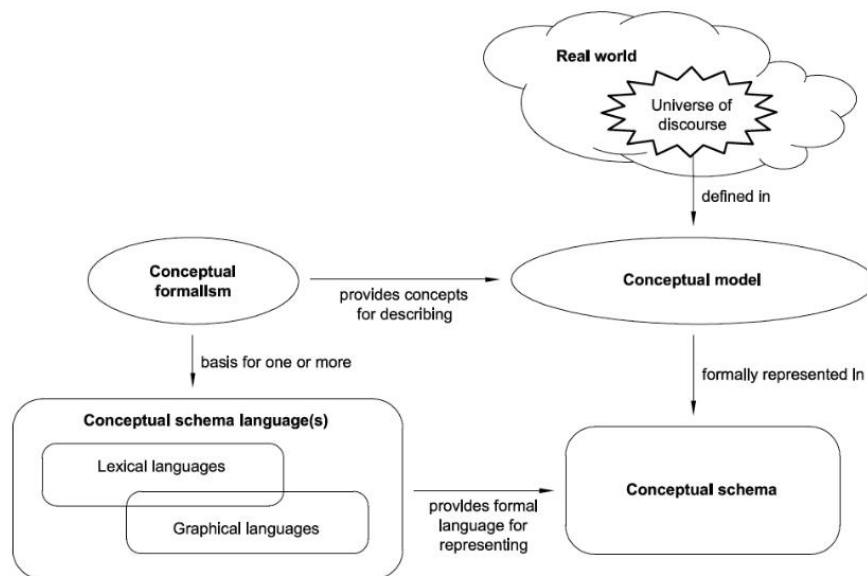 Real world
Universe of
discourse
defined in
Conceptual
formalism
provides concepts
for describing
Conceptual model
basis for one or more
formally represented in
Conceptual schema language(s)
Lexical languages
Graphical languages
provides formal
language for
representing
Conceptual schema